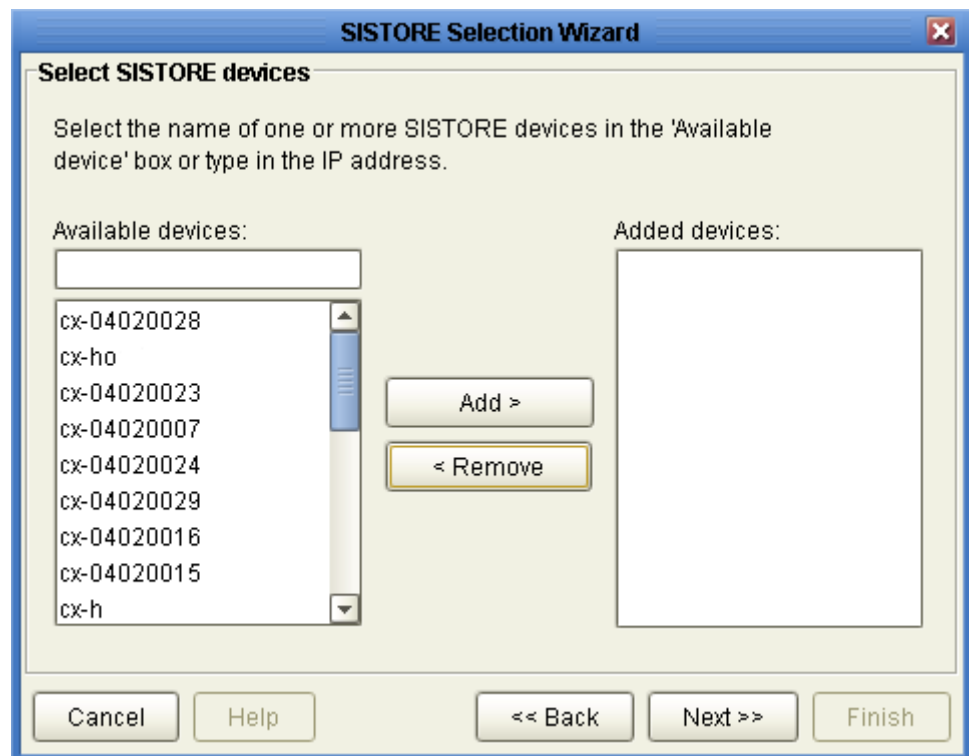 SISTORE Selection Wizard
Select SISTORE devices
Select the name of one or more SISTORE devices in the 'Available
device' box or type in the IP address.
Available devices:
Added devices:
cx-04020028
cx-ho
cx-04020023
cx-04020007
cx-04020024
cx-04020029
cx-04020016
cx-04020015
cx-h
Add >
< Remove
Cancel
Help
<< Back
Next >>
Finish